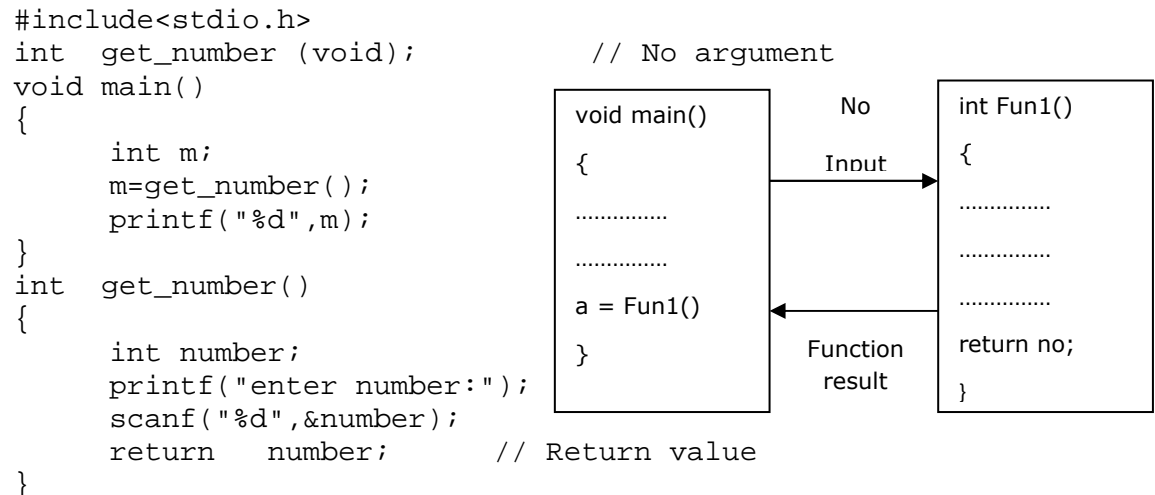 #include<stdio.h>
int  get_number (void);          // No argument
void main()
{
     int m;
     m=get_number();
     printf("%d",m);
}
int  get_number()
{
     int number;
     printf("enter number:");
     scanf("%d",&number);
     return   number;      // Return value
}
void main()
{
……………
……………
a = Fun1()
}
No
Input
Function
result
int Fun1()
{
……………
……………
……………
return no;
}